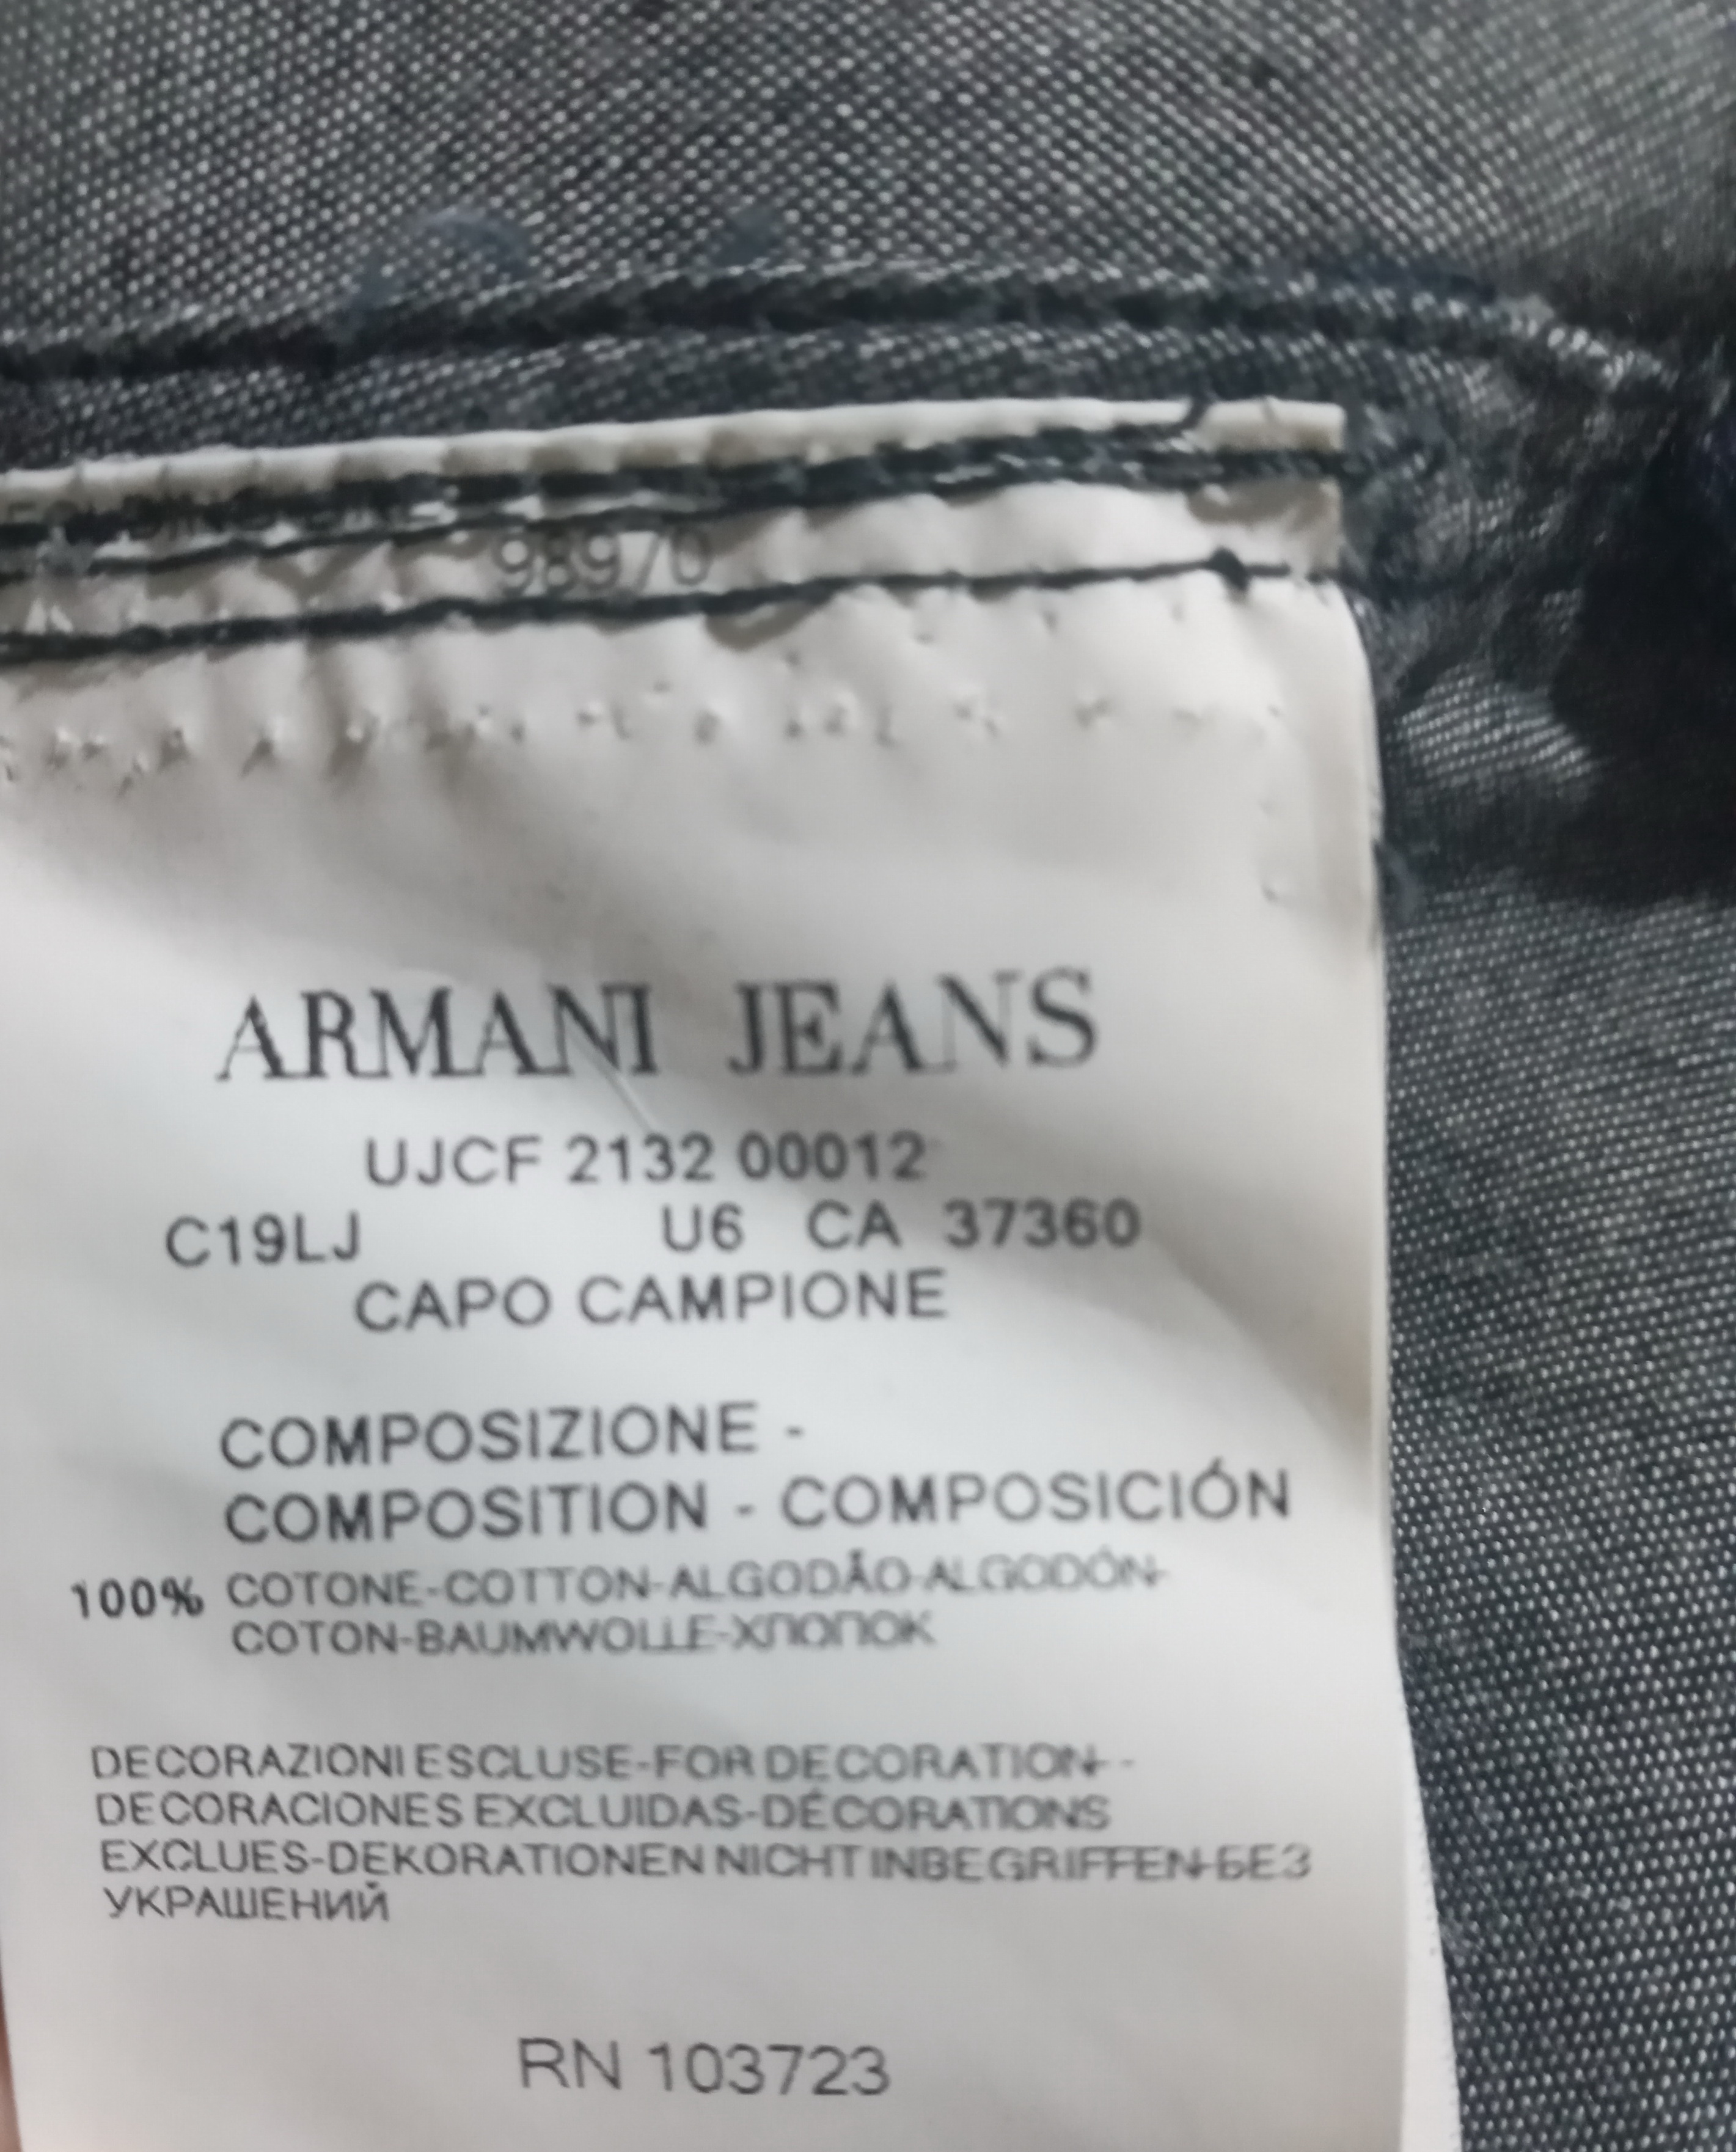 98970
ARMANI JEANS
UJCF 2132 00012
C19LJ U6 CA 37360
CAPO CAMPIONE
COMPOSIZIONE -
COMPOSITION - COMPOSICIÓN
100% COTONE-COTTON-ALGODÃO-ALGODÓN-
COTON-BAUMWOLLE-ХЛОПОК
DECORAZIONI ESCLUSE-FOR DECORATION- -
DECORACIONES EXCLUIDAS-DÉCORATIONS
EXCLUES-DEKORATIONEN NICHT INBEGRIFFEN-БЕЗ
УКРАШЕНИЙ
RN 103723